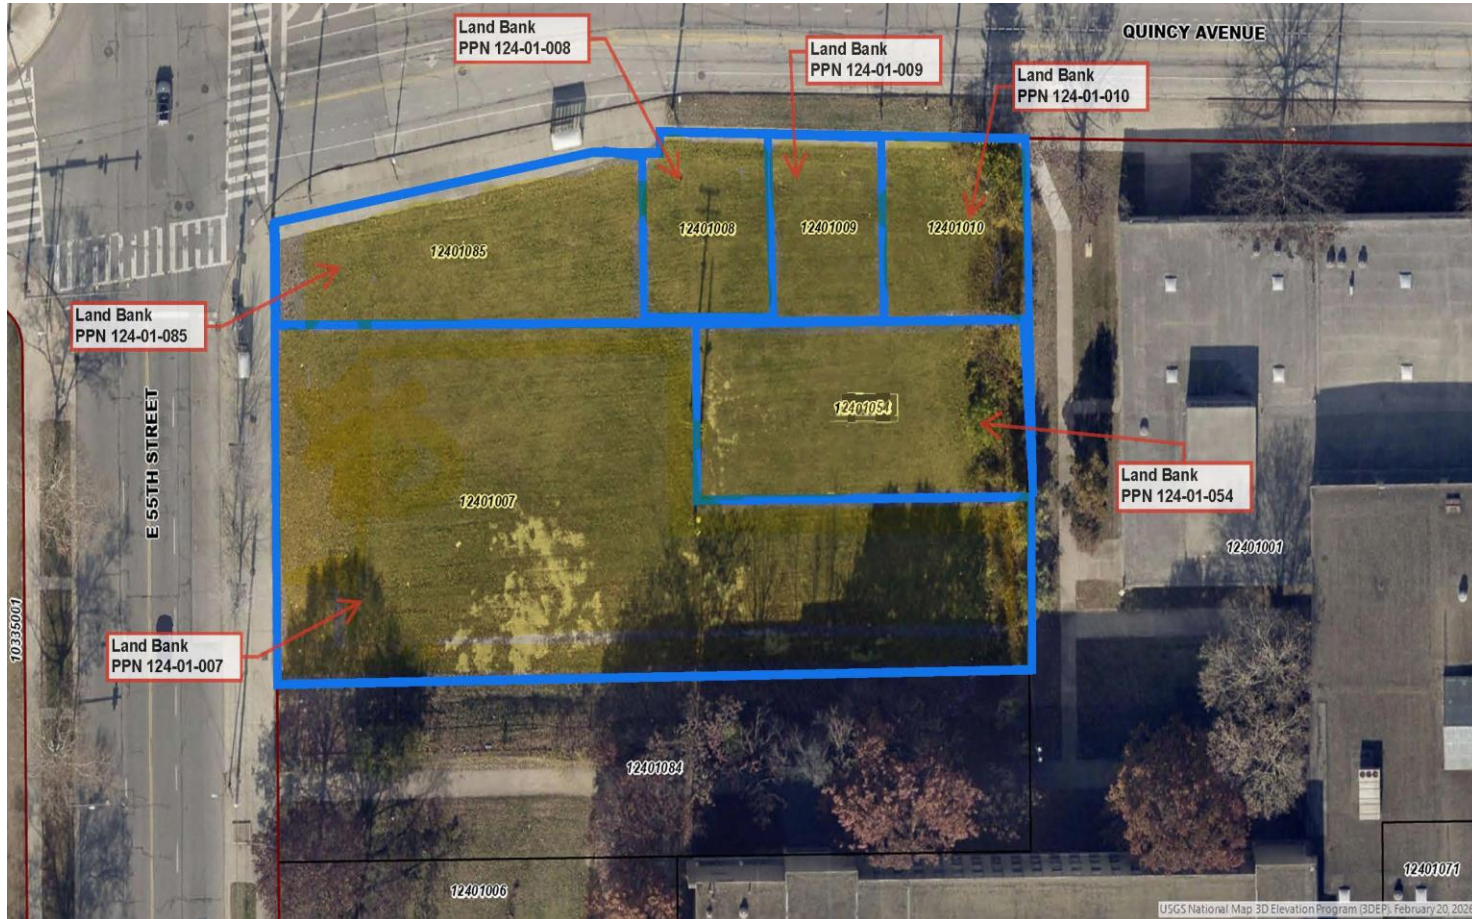 Land Bank
PPN 124-01-008
QUINCY AVENUE
Land Bank
PPN 124-01-009
Land Bank
PPN 124-01-010
12401085
12401008
12401009
12401010
Land Bank
PPN 124-01-085
E 55TH STREET
12401054
12401007
Land Bank
PPN 124-01-054
12401001
10335001
Land Bank
PPN 124-01-007
12401084
12401006
12401071
USGS National Map 3D Elevation Program (3DEP). February 20, 2026